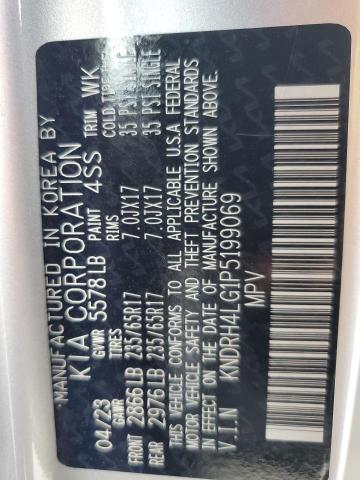 MANUFACTURED IN KOREA BY
KIA CORPORATION
GVWR 5578LB PAINT 4SS TRIM WK
04/23 GAWR TIRES RIMS COLD
FRONT 2866LB 235/65R17 7.0JX17 35 PSI
REAR 2976LB 235/65R17 7.0JX17 35 PSI SINGLE
THIS VEHICLE CONFORMS TO ALL APPLICABLE U.S.A FEDERAL
MOTOR VEHICLE SAFETY AND THEFT PREVENTION STANDARDS
IN EFFECT ON THE DATE OF MANUFACTURE SHOWN ABOVE.
V.I.N KNDRH4LG1P5199069
MPV